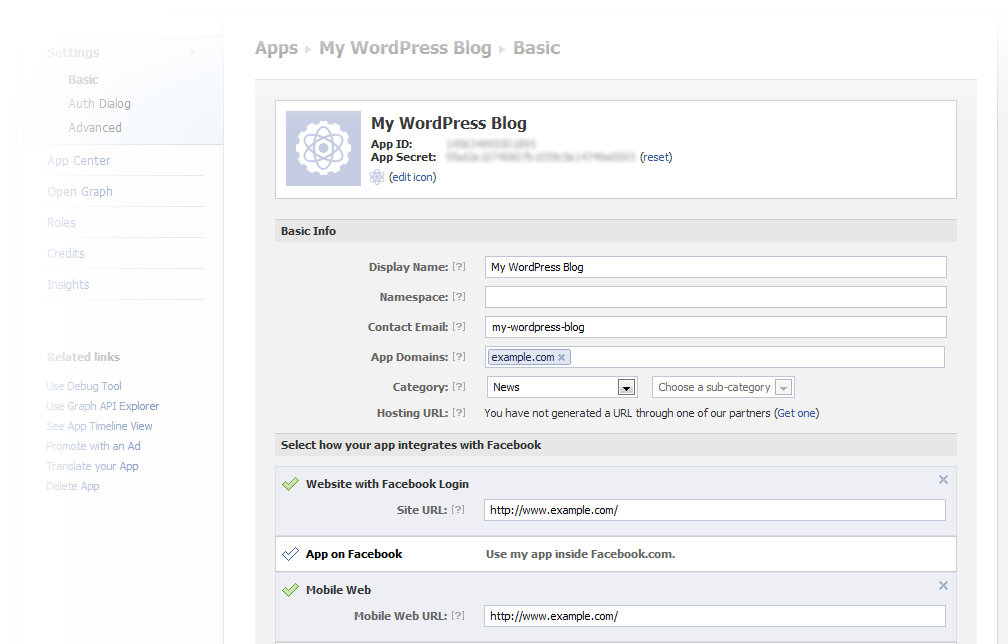 Settings
Basic
Auth Dialog
Advanced
App Center
Open Graph
Roles
Credits
Insights
Related links
Use Debug Tool
Use Graph API Explorer
See App Timeline View
Promote with an Ad
Translate your App
Delete App
Apps ▸ My WordPress Blog ▸ Basic
My WordPress Blog
App ID:
App Secret: (reset)
(edit icon)
Basic Info
Display Name: [?] My WordPress Blog
Namespace: [?]
Contact Email: [?] my-wordpress-blog
App Domains: [?] example.com ×
Category: [?] News Choose a sub-category
Hosting URL: [?] You have not generated a URL through one of our partners (Get one)
Select how your app integrates with Facebook
Website with Facebook Login
Site URL: [?] http://www.example.com/
App on Facebook Use my app inside Facebook.com.
Mobile Web
Mobile Web URL: [?] http://www.example.com/